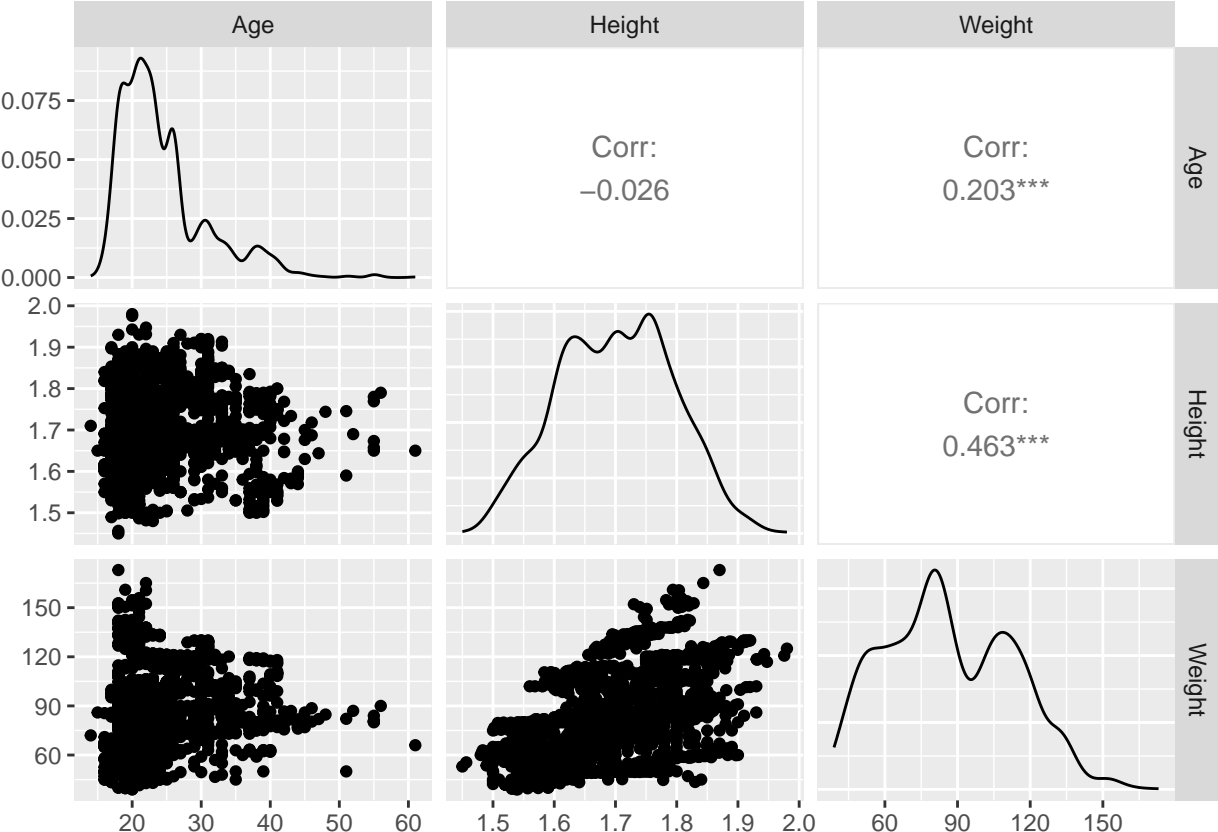 Age Height Weight
0.075
0.050
0.025
0.000
Corr:
−0.026
Corr:
0.203***
Age
2.0
1.9
1.8
1.7
1.6
1.5
Corr:
0.463***
Height
150
120
90
60
Weight
20 30 40 50 60
1.5 1.6 1.7 1.8 1.9 2.0
60 90 120 150